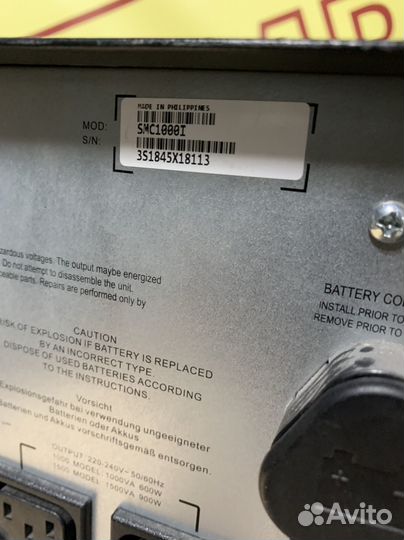 MADE IN PHILIPPINES
MOD: SMC1000I
S/N: 3S1845X18113
azardous voltages. The output maybe energized
Do not attempt to disassemble the unit.
ceable parts. Repairs are performed only by
BATTERY CO
INSTALL PRIOR TO
REMOVE PRIOR TO
CAUTION
RISK OF EXPLOSION IF BATTERY IS REPLACED
BY AN INCORRECT TYPE.
DISPOSE OF USED BATTERIES ACCORDING
TO THE INSTRUCTIONS.
Vorsicht
Explosionsgefahr bei verwendung ungeeigneter
Batterien oder Akkus
Batterien und Akkus vorschriftsgemäß entsorgen.
OUTPUT: 220-240V~ 50/60Hz
1000 MODEL: 1000VA 600W
1500 MODEL: 1500VA 900W
Avito